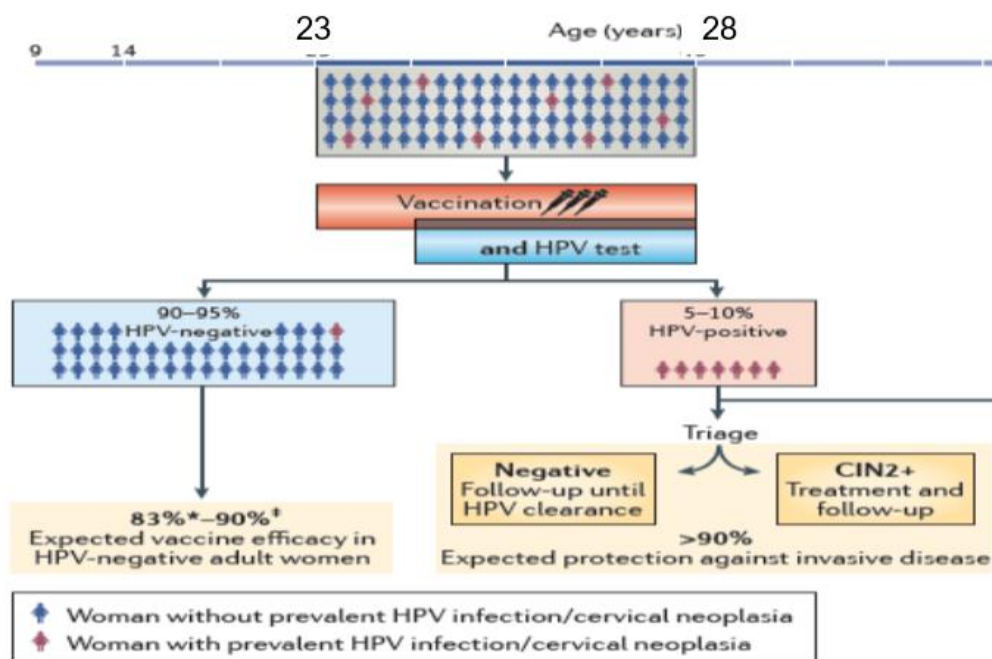 23 Age (years) 28
9 14
Vaccination
and HPV test
90–95%
HPV-negative
5–10%
HPV-positive
Triage
Negative
Follow-up until
HPV clearance
CIN2+
Treatment and
follow-up
83%*–90%‡
Expected vaccine efficacy in
HPV-negative adult women
>90%
Expected protection against invasive disease
Woman without prevalent HPV infection/cervical neoplasia
Woman with prevalent HPV infection/cervical neoplasia